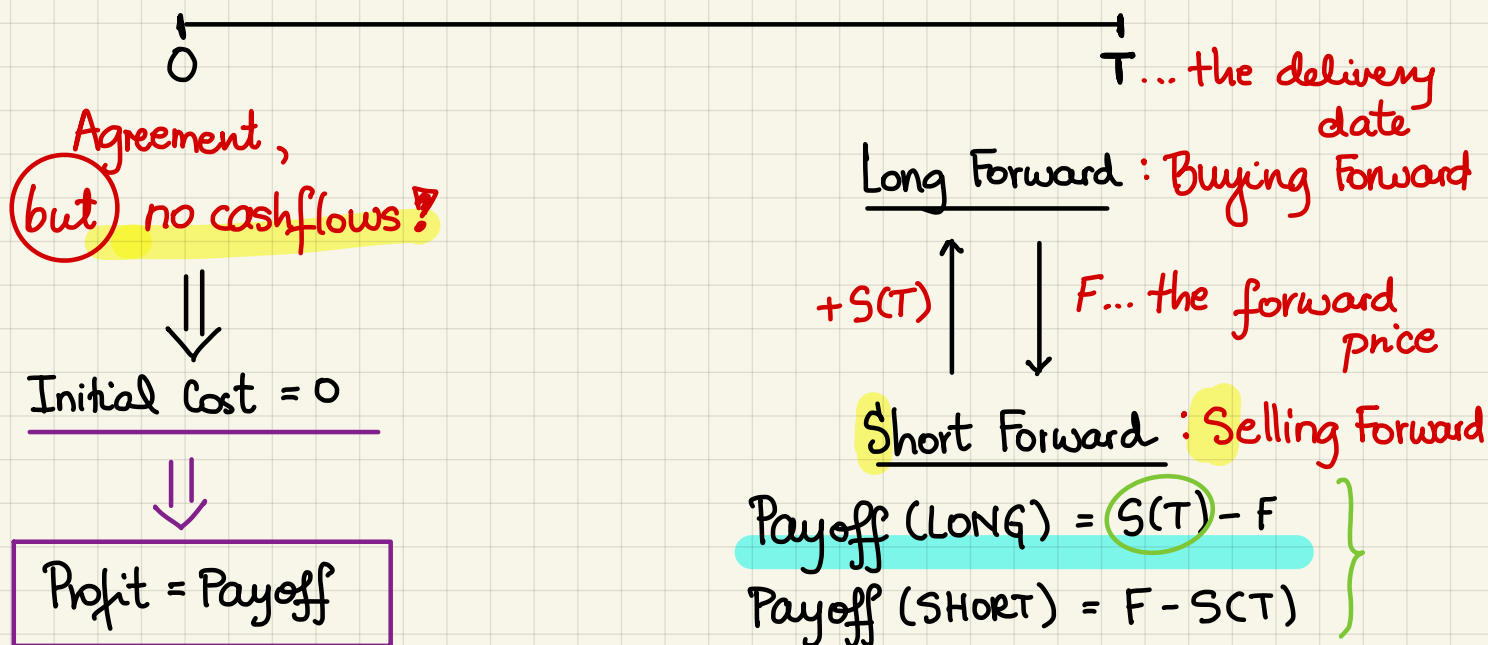 0
T... the delivery
date
Agreement,
but no cashflows!
Initial Cost = 0
Profit = Payoff
Long Forward : Buying Forward
+ S(T)
F... the forward
price
Short Forward : Selling Forward
Payoff (LONG) = S(T) - F
Payoff (SHORT) = F - S(T)